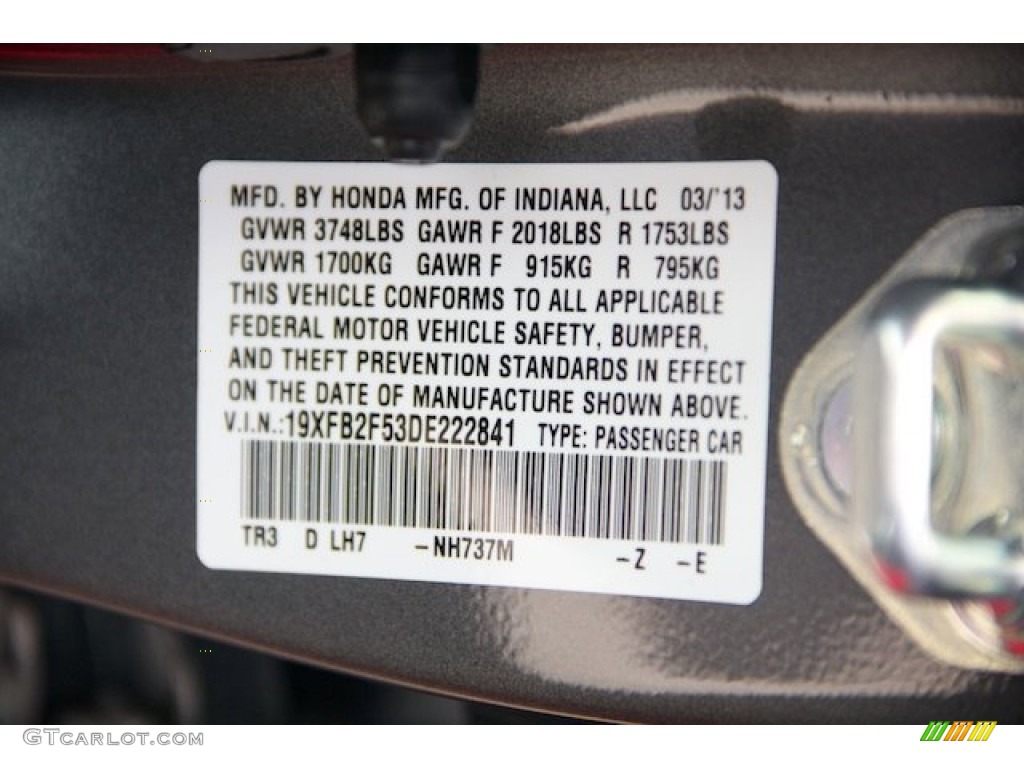 MFD. BY HONDA MFG. OF INDIANA, LLC 03/'13
GVWR 3748LBS GAWR F 2018LBS R 1753LBS
GVWR 1700KG GAWR F 915KG R 795KG
THIS VEHICLE CONFORMS TO ALL APPLICABLE
FEDERAL MOTOR VEHICLE SAFETY, BUMPER,
AND THEFT PREVENTION STANDARDS IN EFFECT
ON THE DATE OF MANUFACTURE SHOWN ABOVE.
V.I.N.:19XFB2F53DE222841 TYPE: PASSENGER CAR
TR3 D LH7 -NH737M -Z -E
GTCARLOT.COM